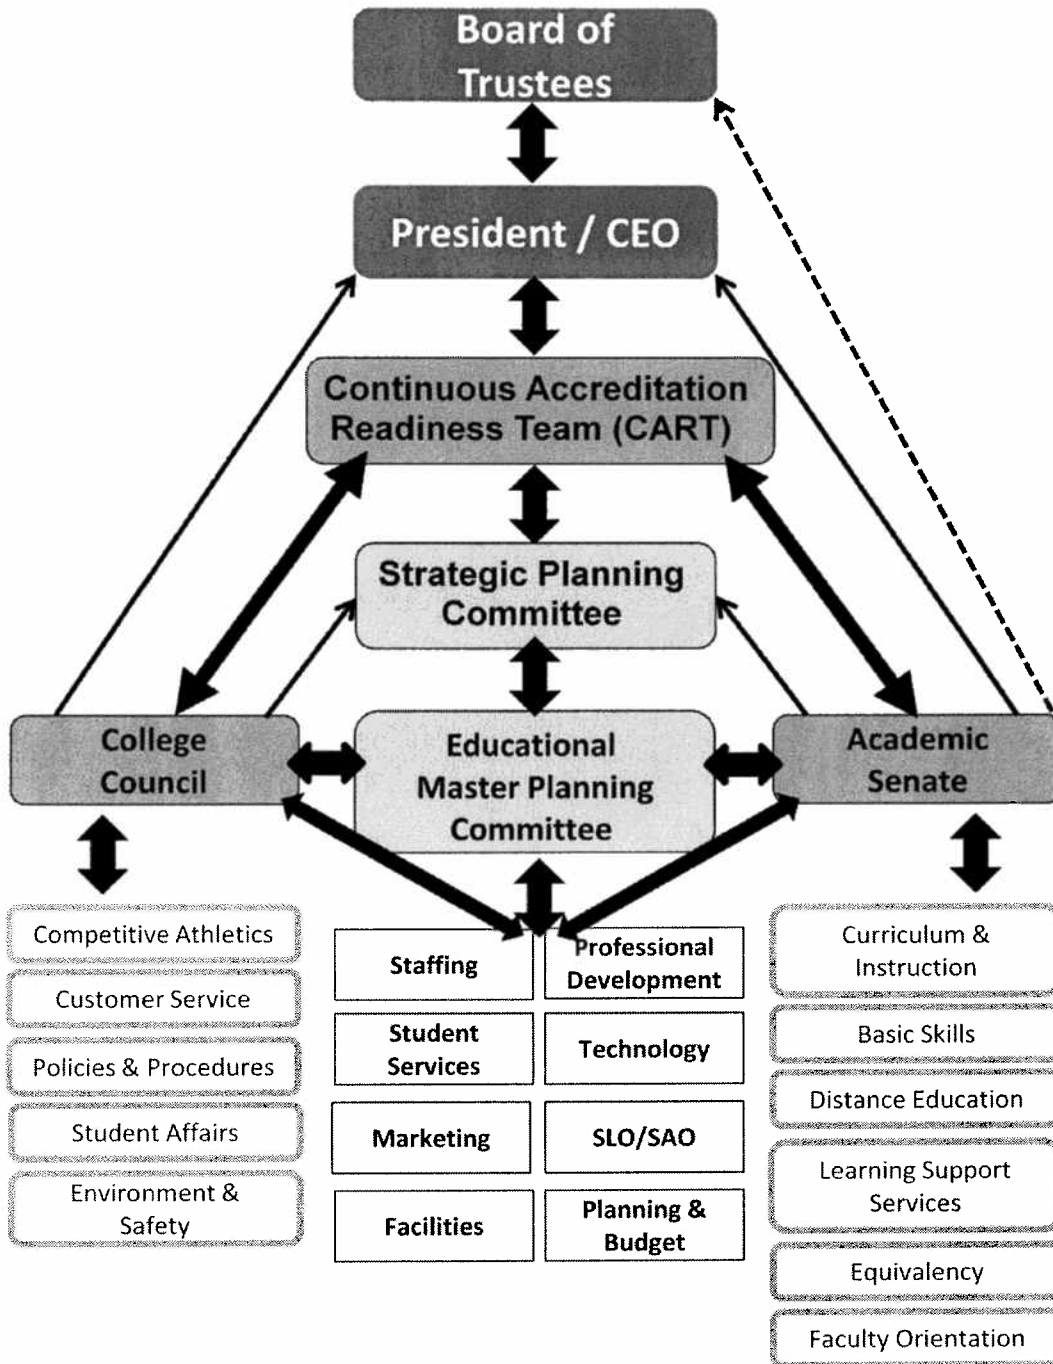 Board of
Trustees
President / CEO
Continuous Accreditation
Readiness Team (CART)
Strategic Planning
Committee
College
Council
Educational
Master Planning
Committee
Academic
Senate
Competitive Athletics
Customer Service
Policies & Procedures
Student Affairs
Environment &
Safety
Staffing
Professional
Development
Student
Services
Technology
Marketing
SLO/SAO
Facilities
Planning &
Budget
Curriculum &
Instruction
Basic Skills
Distance Education
Learning Support
Services
Equivalency
Faculty Orientation